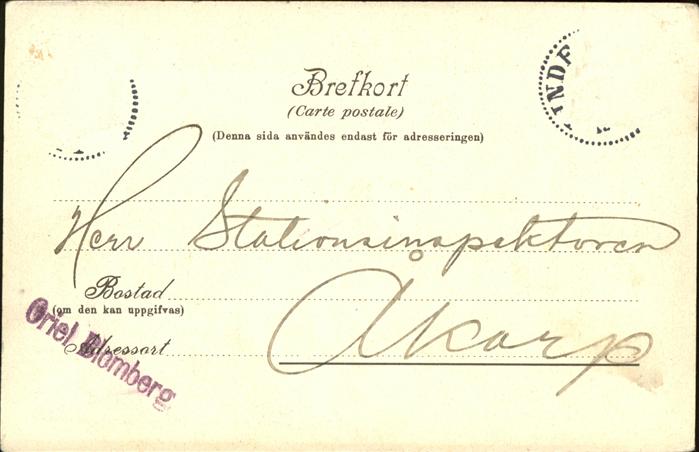 INDE
Brefkort
(Carte postale)
(Denna sida användes endast för adresseringen)
Herr Stationsinspektoren
Bostad
(om den kan uppgifvas)
Åkarp
Adressort
Oriel Blomberg